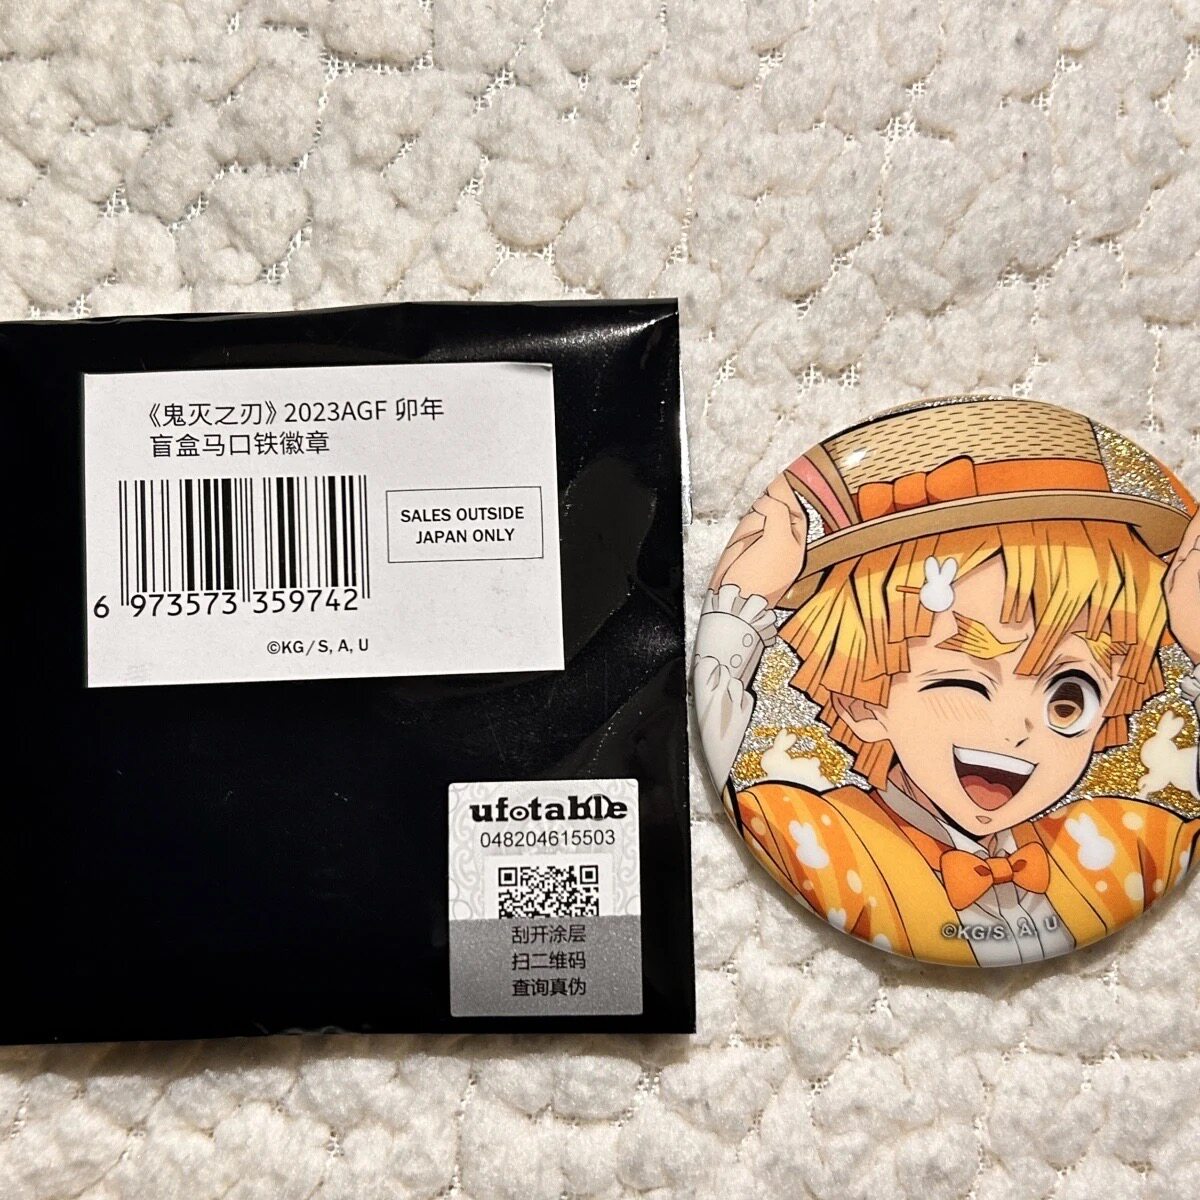 《鬼灭之刃》2023AGF 卯年
盲盒马口铁徽章
SALES OUTSIDE
JAPAN ONLY
6 973573 359742
©KG/S, A, U
ufotable
048204615503
刮开涂层
扫二维码
查询真伪
©KG/S, A, U